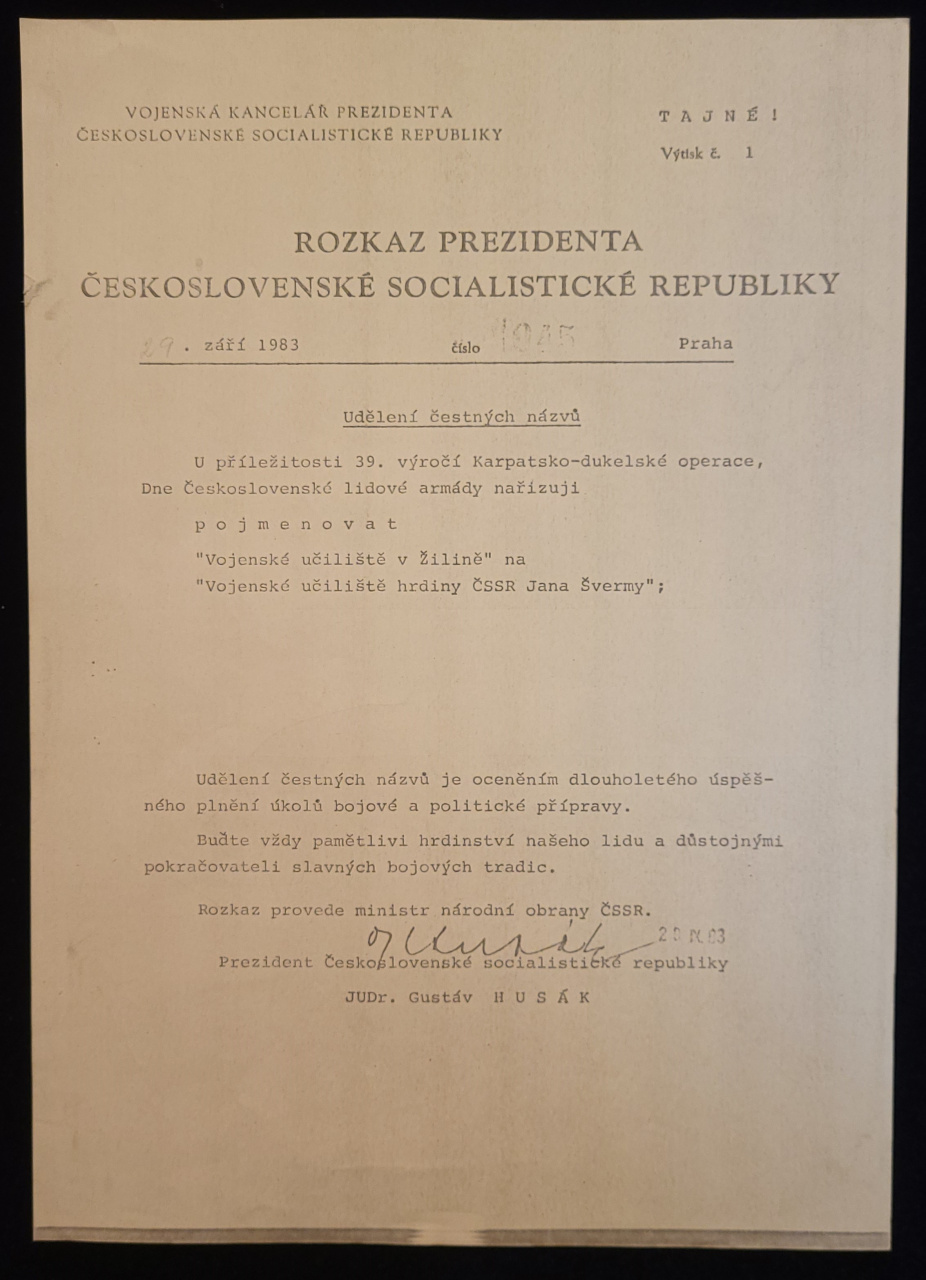 VOJENSKÁ KANCELÁŘ PREZIDENTA
ČESKOSLOVENSKÉ SOCIALISTICKÉ REPUBLIKY
T A J N É !
Výtisk č. 1
ROZKAZ PREZIDENTA
ČESKOSLOVENSKÉ SOCIALISTICKÉ REPUBLIKY
29. září 1983 číslo Praha
Udělení čestných názvů
U příležitosti 39. výročí Karpatsko-dukelské operace,
Dne Československé lidové armády nařizuji
p o j m e n o v a t
"Vojenské učiliště v Žilině" na
"Vojenské učiliště hrdiny ČSSR Jana Švermy";
Udělení čestných názvů je oceněním dlouholetého úspěš-
ného plnění úkolů bojové a politické přípravy.
Buďte vždy pamětlivi hrdinství našeho lidu a důstojnými
pokračovateli slavných bojových tradic.
Rozkaz provede ministr národní obrany ČSSR.
Prezident Československé socialistické republiky
JUDr. Gustáv H U S Á K